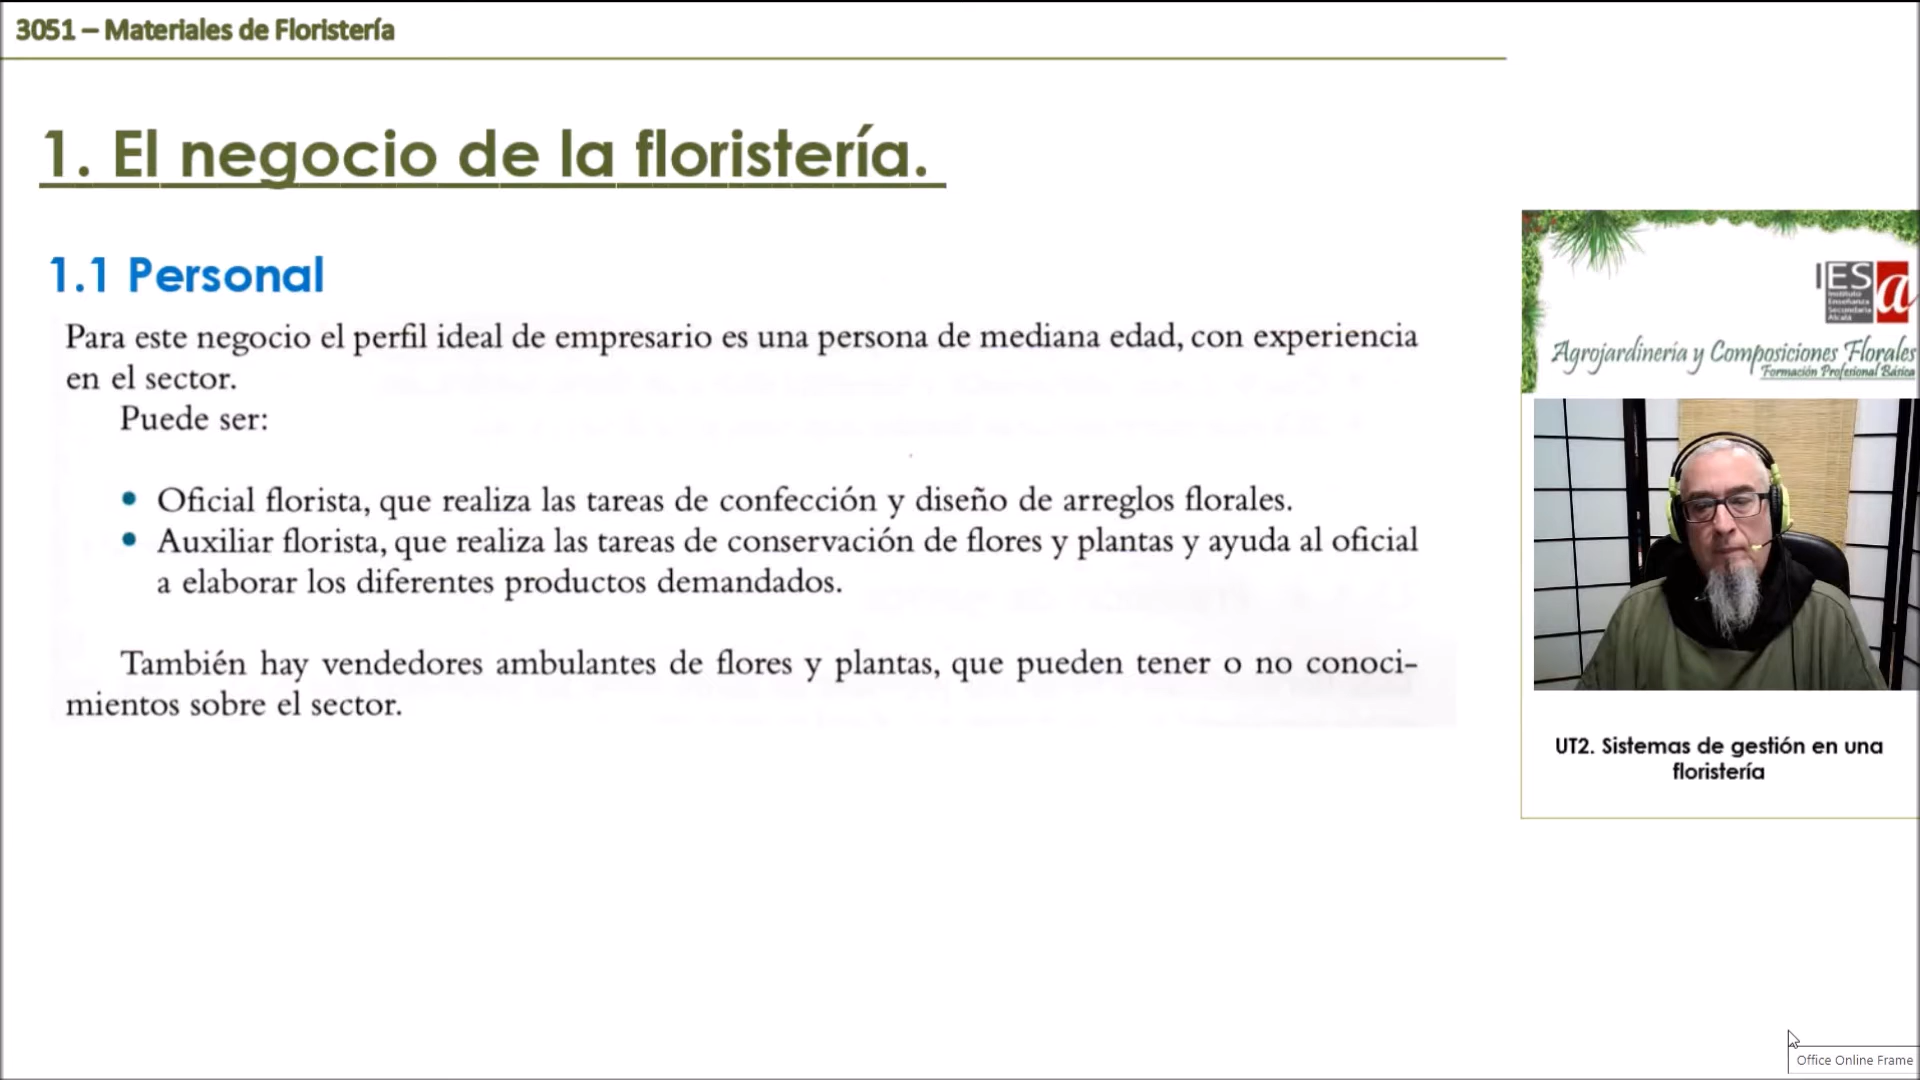 3051 – Materiales de Floristería
1. El negocio de la floristería.
1.1 Personal
Para este negocio el perfil ideal de empresario es una persona de mediana edad, con experiencia
en el sector.
Puede ser:
• Oficial florista, que realiza las tareas de confección y diseño de arreglos florales.
• Auxiliar florista, que realiza las tareas de conservación de flores y plantas y ayuda al oficial
a elaborar los diferentes productos demandados.
También hay vendedores ambulantes de flores y plantas, que pueden tener o no conoci-
mientos sobre el sector.
IES a
Instituto
Enseñanza
Secundaria
Alcalá
Agrojardinería y Composiciones Florales
Formación Profesional Básica
UT2. Sistemas de gestión en una
floristería
Office Online Frame